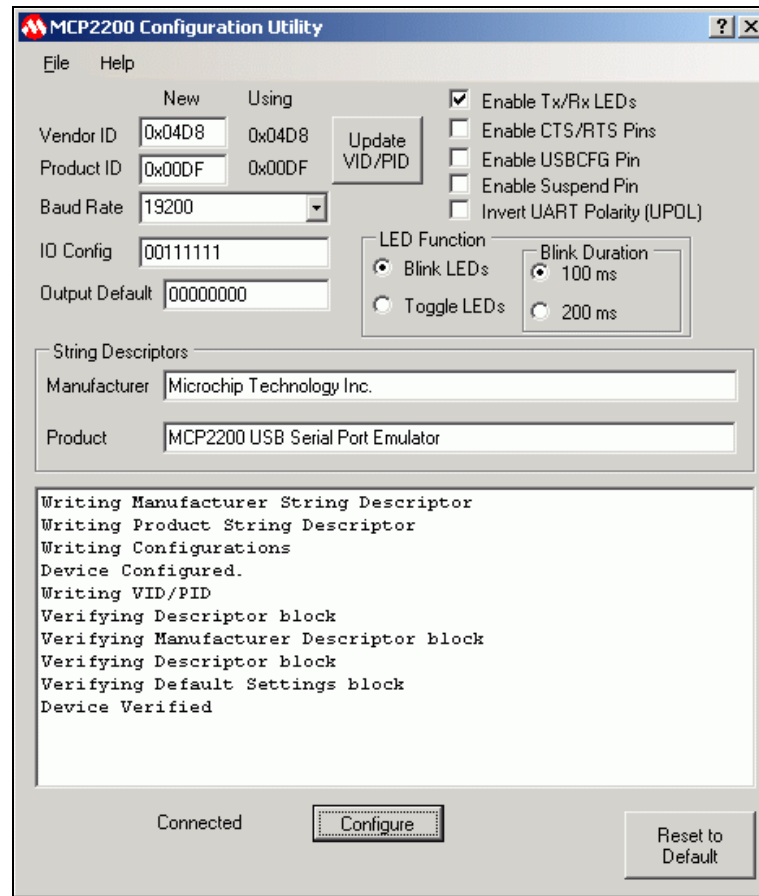 MCP2200 Configuration Utility
File Help
New Using
Vendor ID 0x04D8 0x04D8
Product ID 0x00DF 0x00DF
Update
VID/PID
Baud Rate 19200
IO Config 00111111
Output Default 00000000
Enable Tx/Rx LEDs
Enable CTS/RTS Pins
Enable USBCFG Pin
Enable Suspend Pin
Invert UART Polarity (UPOL)
LED Function
Blink LEDs
Toggle LEDs
Blink Duration
100 ms
200 ms
String Descriptors
Manufacturer Microchip Technology Inc.
Product MCP2200 USB Serial Port Emulator
Writing Manufacturer String Descriptor
Writing Product String Descriptor
Writing Configurations
Device Configured.
Writing VID/PID
Verifying Descriptor block
Verifying Manufacturer Descriptor block
Verifying Descriptor block
Verifying Default Settings block
Device Verified
Connected Configure
Reset to
Default